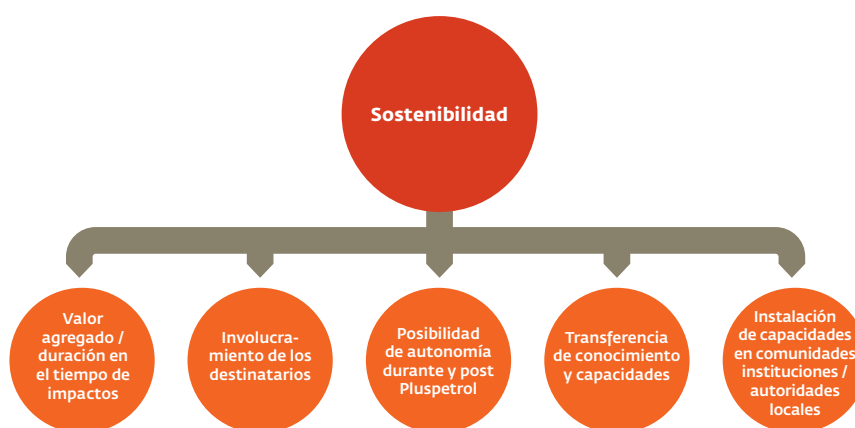 Sostenibilidad
Valor
agregado /
duración en
el tiempo de
impactos
Involucra-
miento de los
destinatarios
Posibilidad
de autonomía
durante y post
Pluspetrol
Transferencia
de conocimiento
y capacidades
Instalación
de capacidades
en comunidades
instituciones /
autoridades
locales